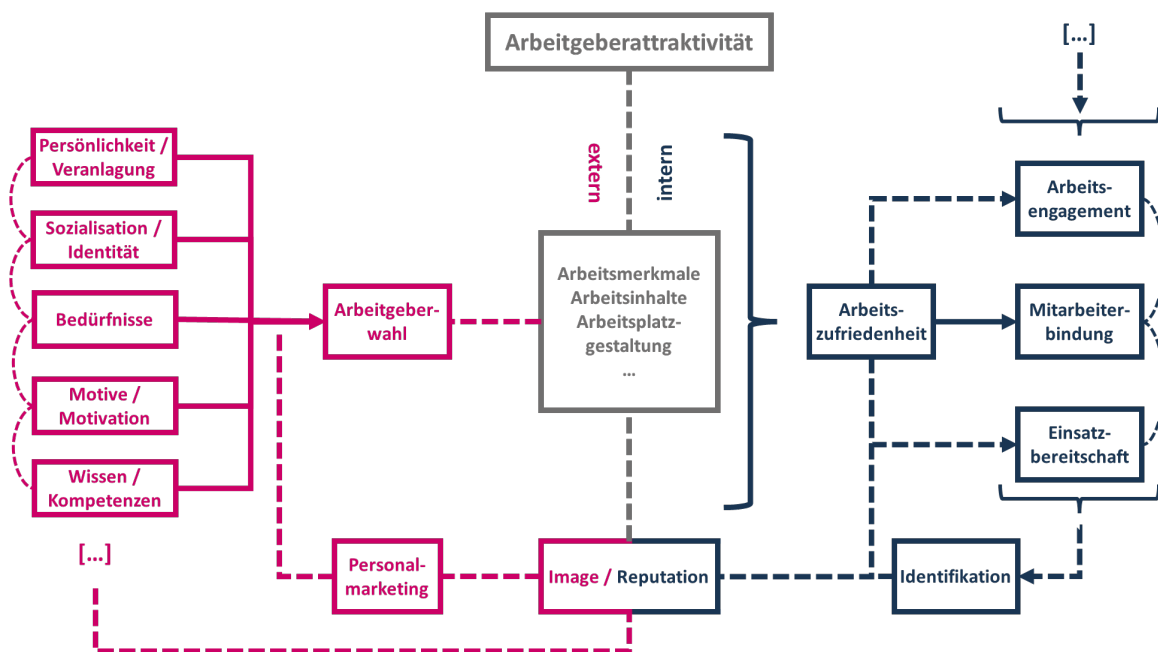 Arbeitgeberattraktivität
[...]
extern
intern
Persönlichkeit /
Veranlagung
Sozialisation /
Identität
Bedürfnisse
Motive /
Motivation
Wissen /
Kompetenzen
[...]
Arbeitgeber-
wahl
Arbeitsmerkmale
Arbeitsinhalte
Arbeitsplatz-
gestaltung
...
Arbeits-
zufriedenheit
Arbeits-
engagement
Mitarbeiter-
bindung
Einsatz-
bereitschaft
Personal-
marketing
Image / Reputation
Identifikation